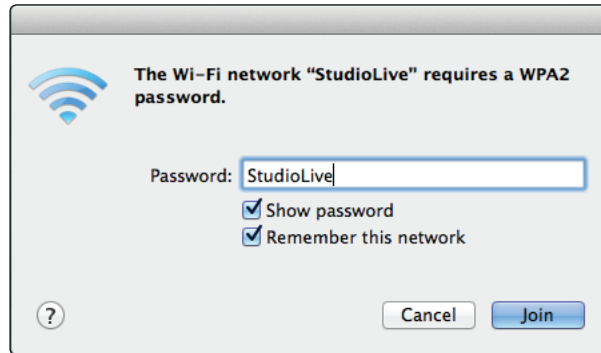 The Wi-Fi network “StudioLive” requires a WPA2
password.
Password: StudioLive
Show password
Remember this network
? Cancel Join